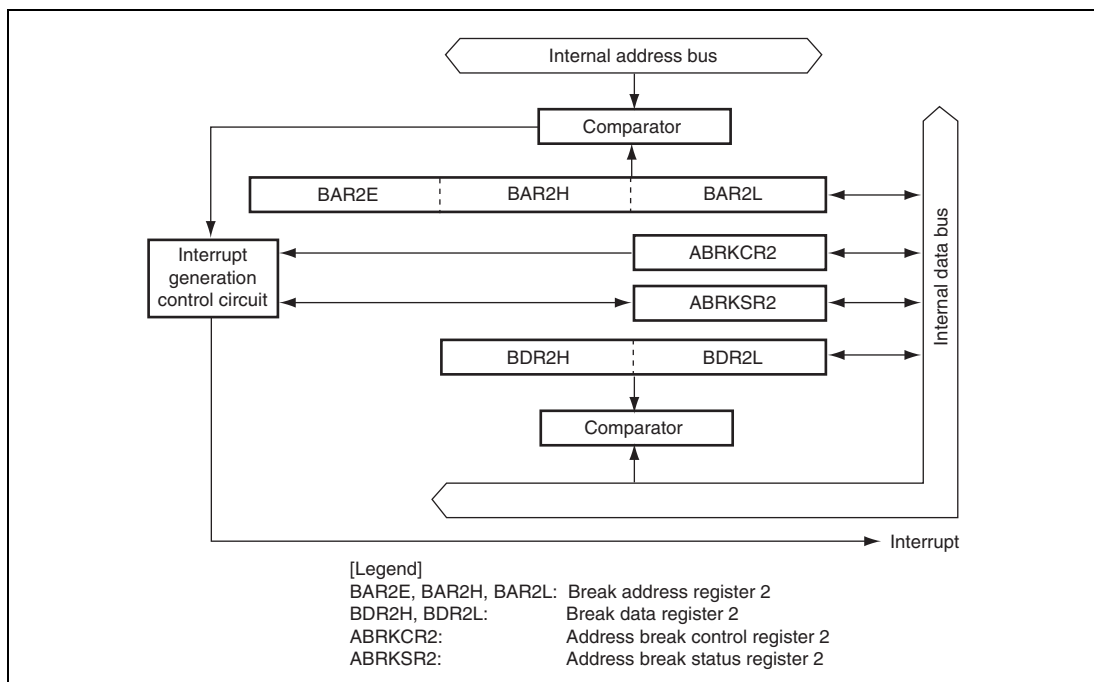 Internal address bus
Comparator
BAR2E BAR2H BAR2L
Interrupt
generation
control circuit
ABRKCR2
ABRKSR2
BDR2H BDR2L
Internal data bus
Comparator
Interrupt
[Legend]
BAR2E, BAR2H, BAR2L: Break address register 2
BDR2H, BDR2L: Break data register 2
ABRKCR2: Address break control register 2
ABRKSR2: Address break status register 2